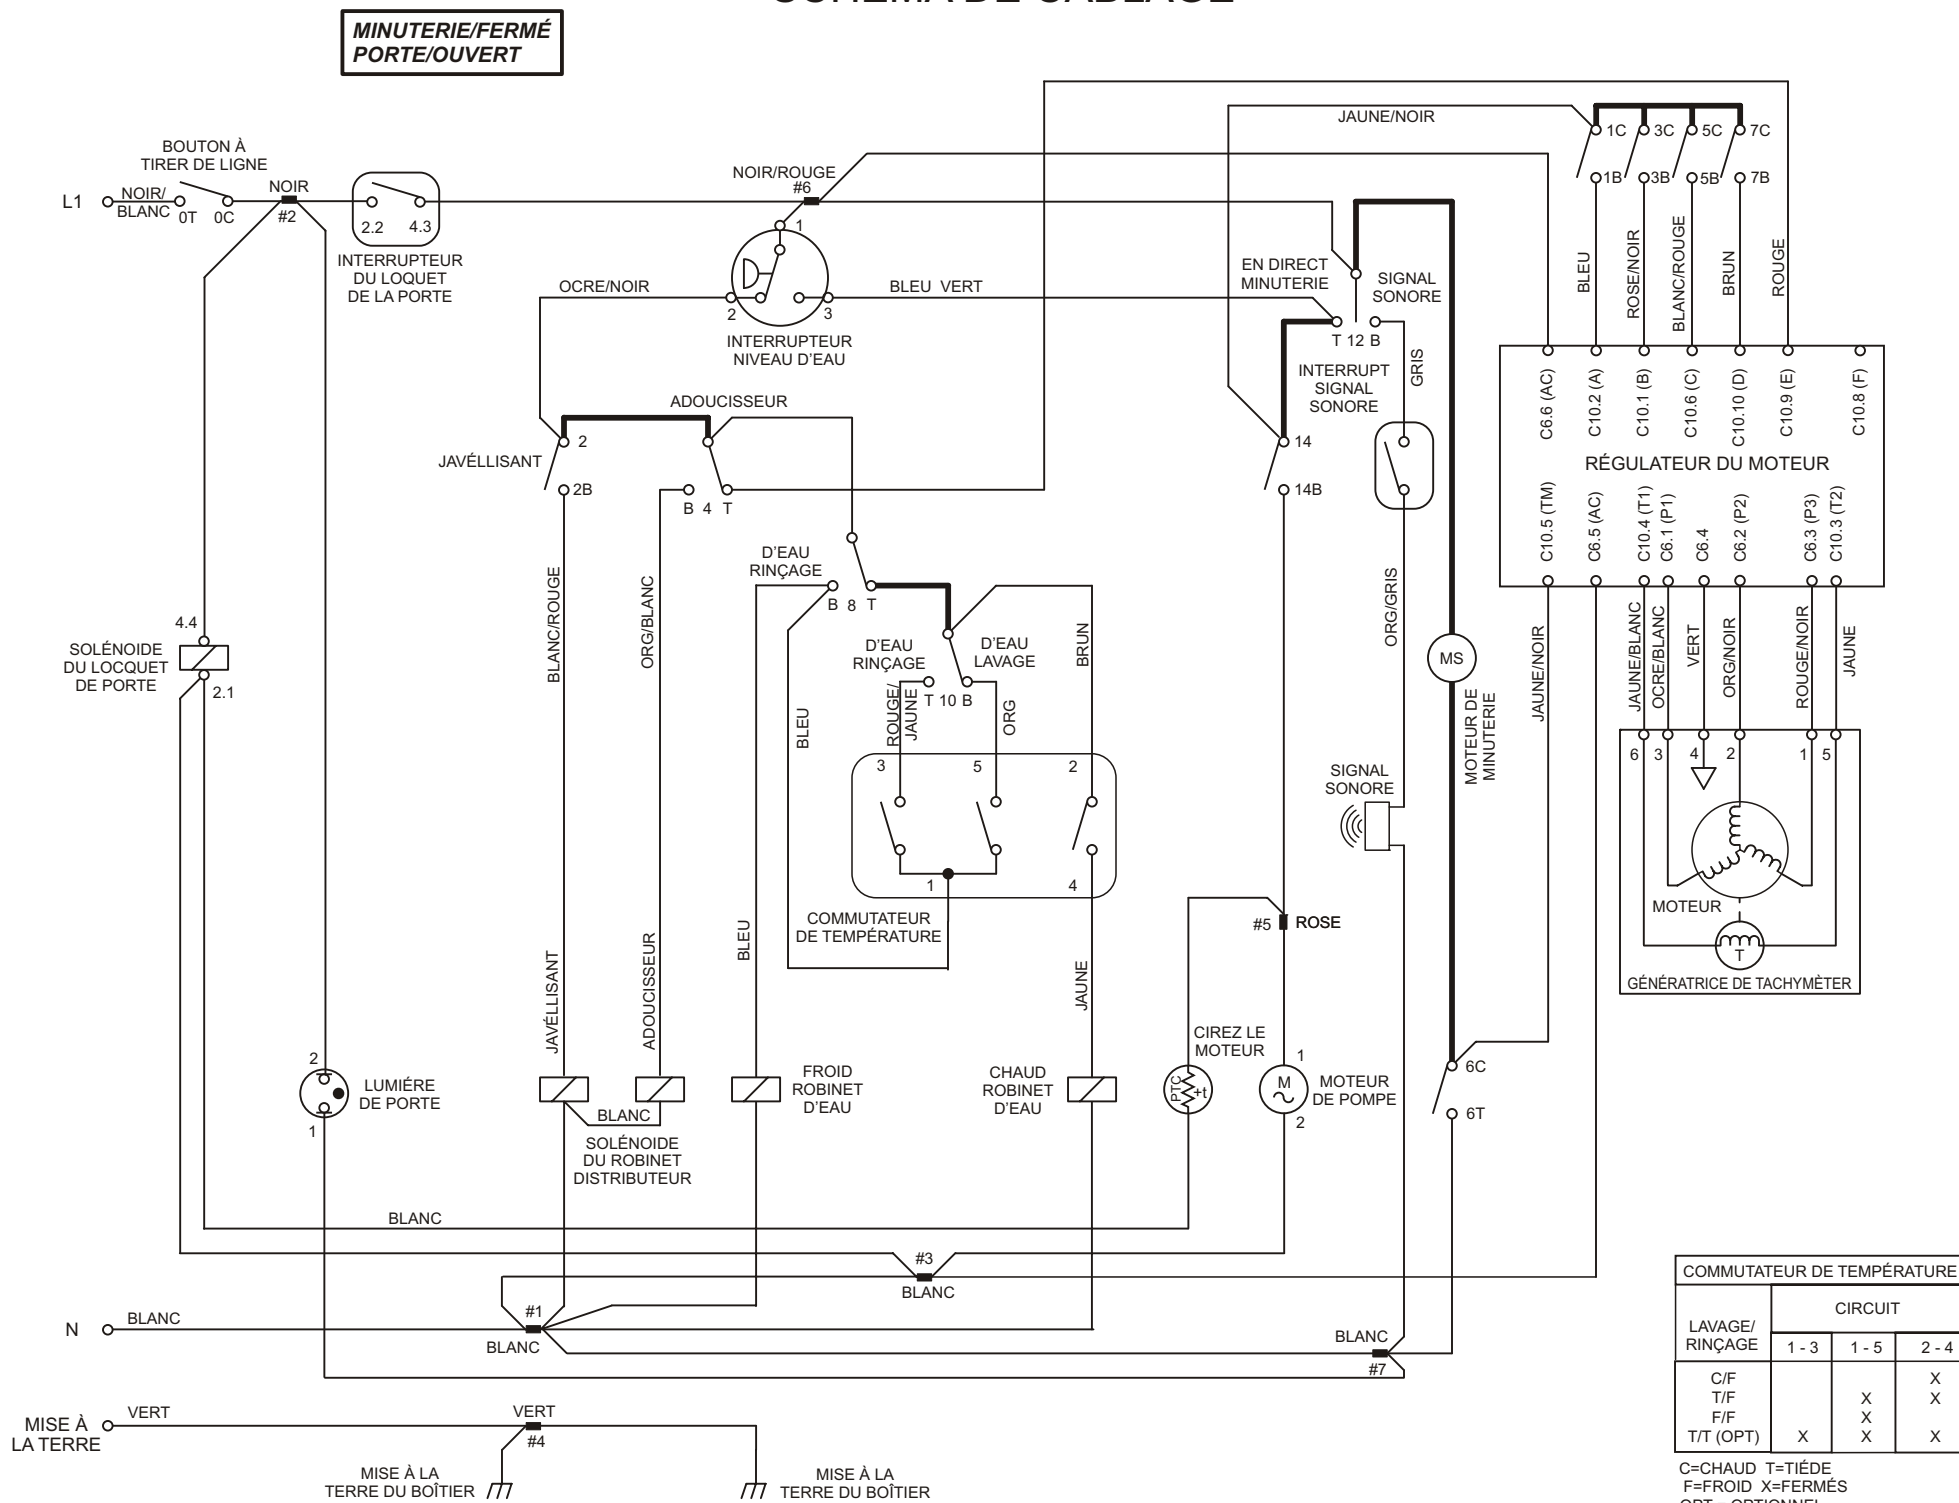 SCHÉMA DE CÂBLAGE
MINUTERIE/FERMÉ
PORTE/OUVERT
BOUTON À
TIRER DE LIGNE
L1
NOIR/
BLANC
0T
0C
NOIR
#2
2.2
4.3
INTERRUPTEUR
DU LOQUET
DE LA PORTE
NOIR/ROUGE
#6
1
2
3
OCRE/NOIR
BLEU VERT
INTERRUPTEUR
NIVEAU D'EAU
EN DIRECT
MINUTERIE
SIGNAL
SONORE
T 12 B
INTERRUPT
SIGNAL
SONORE
GRIS
JAUNE/NOIR
1C
3C
5C
7C
1B
3B
5B
7B
BLEU
ROSE/NOIR
BLANC/ROUGE
BRUN
ROUGE
C6.6 (AC)
C10.2 (A)
C10.1 (B)
C10.6 (C)
C10.10 (D)
C10.9 (E)
C10.8 (F)
RÉGULATEUR DU MOTEUR
C10.5 (TM)
C6.5 (AC)
C10.4 (T1)
C6.1 (P1)
C6.4
C6.2 (P2)
C6.3 (P3)
C10.3 (T2)
ADOUCISSEUR
JAVÉLLISANT
2
2B
B 4 T
14
14B
D'EAU
RINÇAGE
B 8 T
D'EAU
RINÇAGE
D'EAU
LAVAGE
T 10 B
BRUN
BLANC/ROUGE
ORG/BLANC
BLEU
ROUGE/
JAUNE
ORG
ORG/GRIS
4.4
SOLÉNOIDE
DU LOCQUET
DE PORTE
2.1
MS
MOTEUR DE
MINUTERIE
JAUNE/NOIR
JAUNE/BLANC
OCRE/BLANC
VERT
ORG/NOIR
ROUGE/NOIR
JAUNE
6
3
4
2
1
5
MOTEUR
T
GÉNÉRATRICE DE TACHYMÈTER
3
5
2
1
4
COMMUTATEUR
DE TEMPÉRATURE
SIGNAL
SONORE
#5
ROSE
BLEU
JAVÉLLISANT
ADOUCISSEUR
JAUNE
CIREZ LE
MOTEUR
PTC
+t
1
M
2
MOTEUR
DE POMPE
6C
6T
2
1
LUMIÉRE
DE PORTE
BLANC
SOLÉNOIDE
DU ROBINET
DISTRIBUTEUR
FROID
ROBINET
D'EAU
CHAUD
ROBINET
D'EAU
BLANC
#3
BLANC
N
BLANC
#1
BLANC
BLANC
#7
MISE À
LA TERRE
VERT
VERT
#4
MISE À LA
TERRE DU BOÎTIER
MISE À LA
TERRE DU BOÎTIER
COMMUTATEUR DE TEMPÉRATURE
LAVAGE/
RINÇAGE
CIRCUIT
1 - 3
1 - 5
2 - 4
C/F X
T/F X X
F/F X
T/T (OPT) X X X
C=CHAUD T=TIÉDE
F=FROID X=FERMÉS
OPT = OPTIONNEL